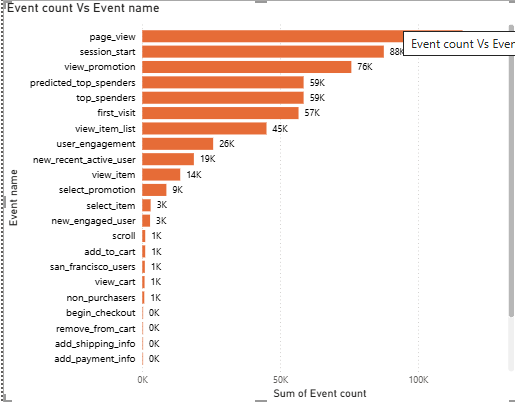 Event count Vs Event name
page_view
Event count Vs Even
session_start 88K
view_promotion 76K
predicted_top_spenders 59K
top_spenders 59K
first_visit 57K
view_item_list 45K
user_engagement 26K
new_recent_active_user 19K
view_item 14K
select_promotion 9K
select_item 3K
new_engaged_user 3K
scroll 1K
add_to_cart 1K
san_francisco_users 1K
view_cart 1K
non_purchasers 1K
begin_checkout 0K
remove_from_cart 0K
add_shipping_info 0K
add_payment_info 0K
Event name
0K 50K 100K
Sum of Event count